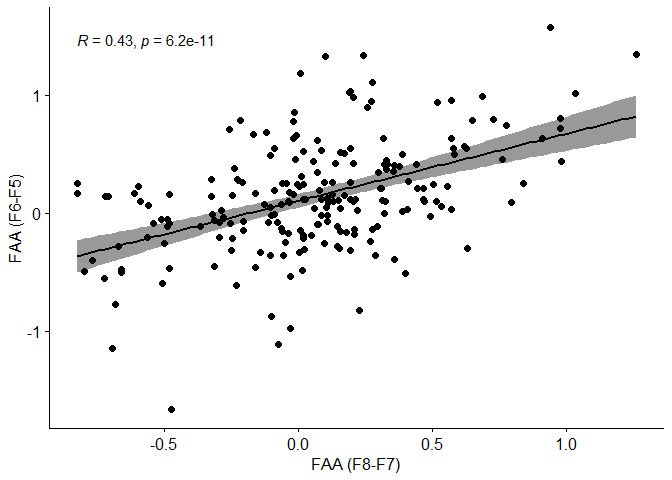 R = 0.43, p = 6.2e-11
1
0
-1
FAA (F6-F5)
-0.5
0.0
0.5
1.0
FAA (F8-F7)